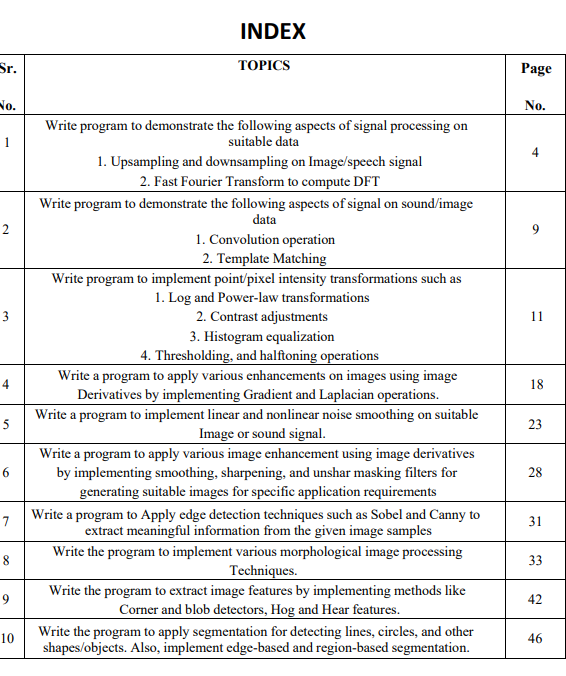 INDEX
Sr.
No.
TOPICS
Page
No.
1
Write program to demonstrate the following aspects of signal processing on
suitable data
1. Upsampling and downsampling on Image/speech signal
2. Fast Fourier Transform to compute DFT
4
2
Write program to demonstrate the following aspects of signal on sound/image
data
1. Convolution operation
2. Template Matching
9
3
Write program to implement point/pixel intensity transformations such as
1. Log and Power-law transformations
2. Contrast adjustments
3. Histogram equalization
4. Thresholding, and halftoning operations
11
4
Write a program to apply various enhancements on images using image
Derivatives by implementing Gradient and Laplacian operations.
18
5
Write a program to implement linear and nonlinear noise smoothing on suitable
Image or sound signal.
23
6
Write a program to apply various image enhancement using image derivatives
by implementing smoothing, sharpening, and unshar masking filters for
generating suitable images for specific application requirements
28
7
Write a program to Apply edge detection techniques such as Sobel and Canny to
extract meaningful information from the given image samples
31
8
Write the program to implement various morphological image processing
Techniques.
33
9
Write the program to extract image features by implementing methods like
Corner and blob detectors, Hog and Hear features.
42
10
Write the program to apply segmentation for detecting lines, circles, and other
shapes/objects. Also, implement edge-based and region-based segmentation.
46